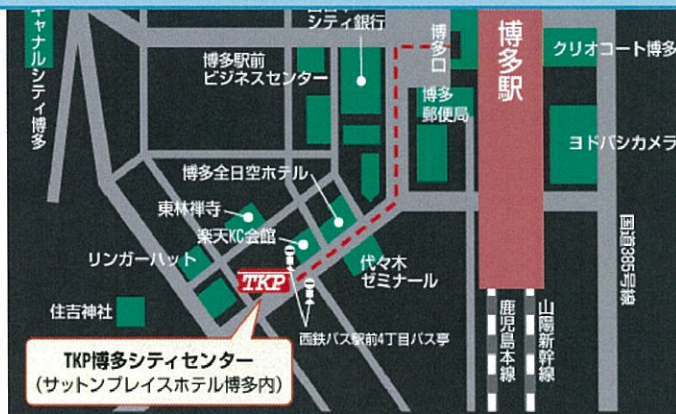 キャナルシティ博多
シティ銀行
博多駅前
ビジネスセンター
博多口
博多駅
クリオコート博多
博多
郵便局
ヨドバシカメラ
博多全日空ホテル
東林禅寺
楽天KC会館
リンガーハット
代々木
ゼミナール
TKP
国道385号線
住吉神社
西鉄バス駅前4丁目バス亭
鹿児島本線
山陽新幹線
TKP博多シティセンター
(サットンプレイスホテル博多内)